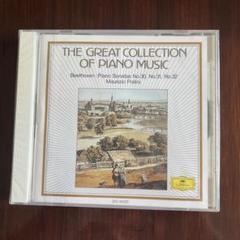 THE GREAT COLLECTION
OF PIANO MUSIC
Beethoven: Piano Sonatas No.30, No.31, No.32
Maurizio Pollini